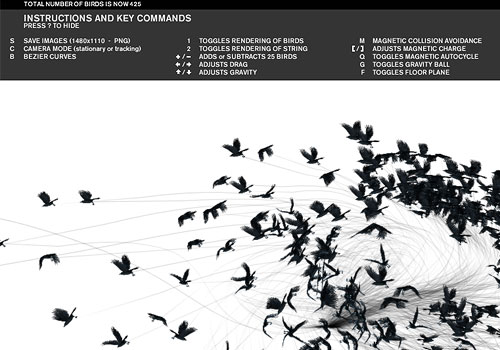 TOTAL NUMBER OF BIRDS IS NOW 425
INSTRUCTIONS AND KEY COMMANDS
PRESS ? TO HIDE
S SAVE IMAGES (1480x1110 - PNG)
C CAMERA MODE (stationary or tracking)
B BEZIER CURVES
1 TOGGLES RENDERING OF BIRDS
2 TOGGLES RENDERING OF STRING
+/- ADDS or SUBTRACTS 25 BIRDS
←/→ ADJUSTS DRAG
↑/↓ ADJUSTS GRAVITY
M MAGNETIC COLLISION AVOIDANCE
[/] ADJUSTS MAGNETIC CHARGE
Q TOGGLES MAGNETIC AUTOCYCLE
G TOGGLES GRAVITY BALL
F TOGGLES FLOOR PLANE